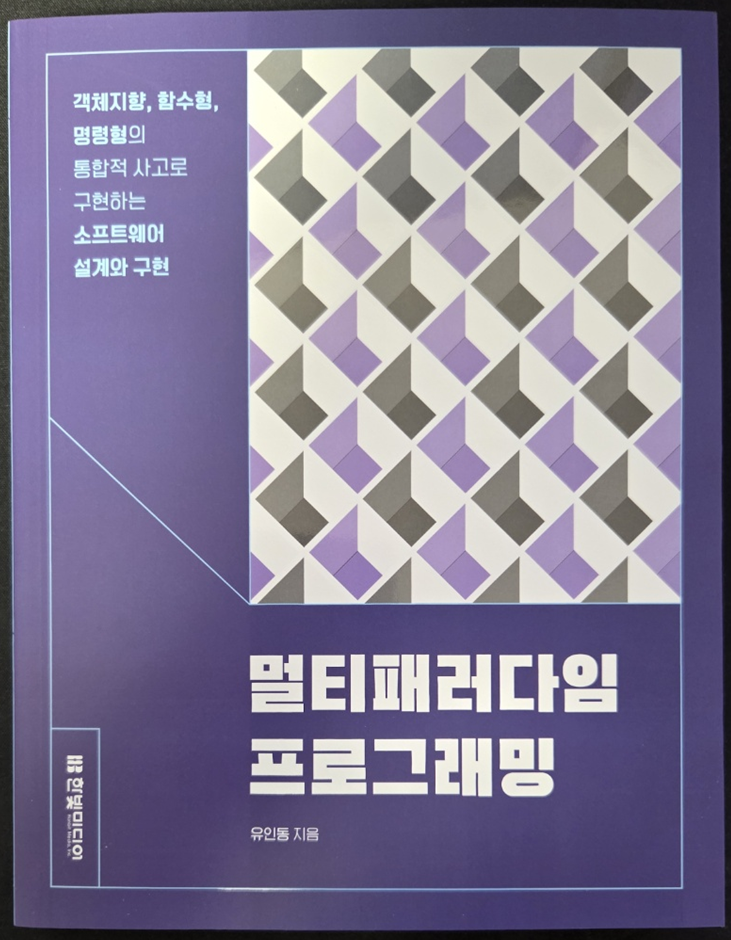 객체지향, 함수형,
명령형의
통합적 사고로
구현하는
소프트웨어
설계와 구현
멀티패러다임
프로그래밍
유인동 지음
한빛미디어